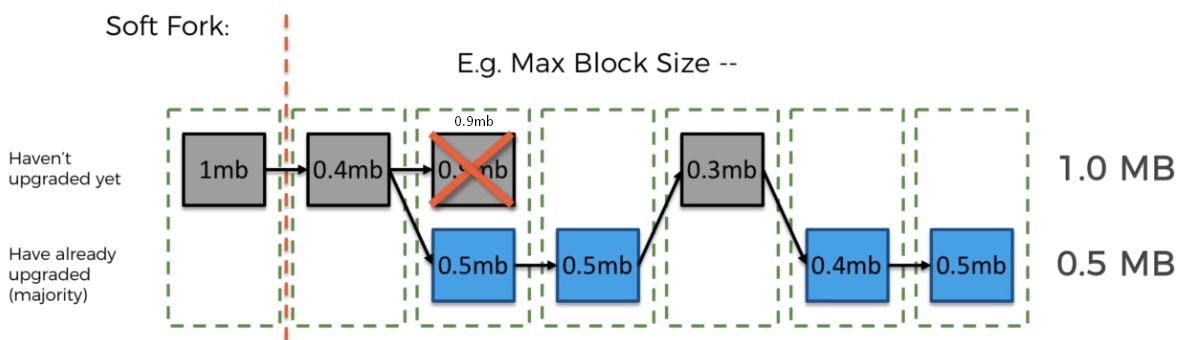 Soft Fork:
E.g. Max Block Size --
0.9mb
Haven't
upgraded yet
1mb
0.4mb
0.9mb
0.3mb
1.0 MB
Have already
upgraded
(majority)
0.5mb
0.5mb
0.4mb
0.5mb
0.5 MB